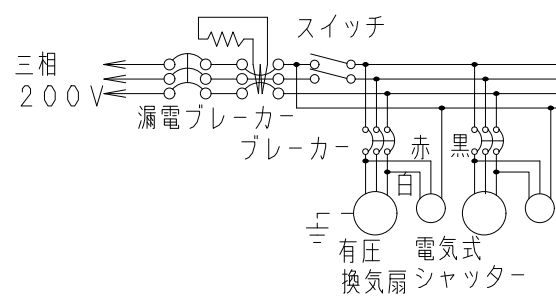 スイッチ
三相
200V
漏電ブレーカー
ブレーカー
赤
黒
白
有圧
換気扇
電気式
シャッター